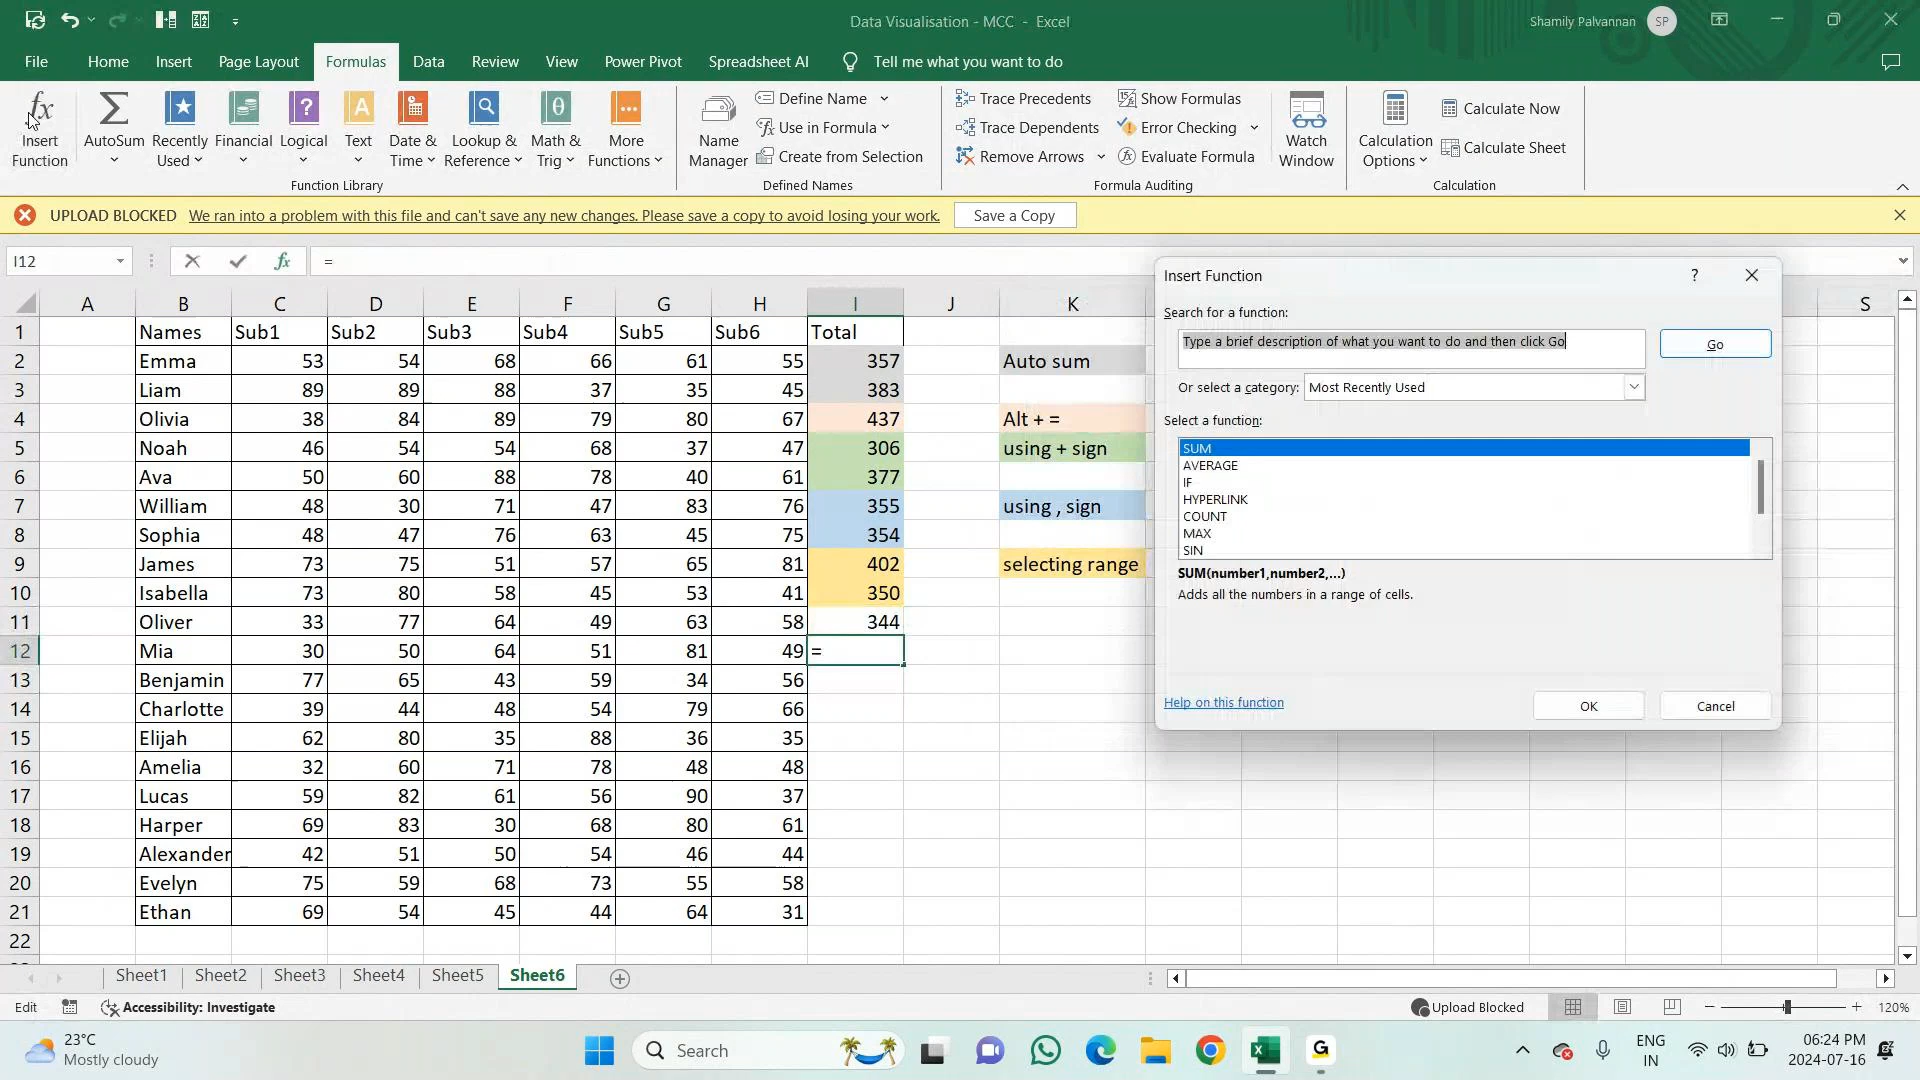 Data Visualisation - MCC - Excel
Shamily Palvannan SP
File Home Insert Page Layout Formulas Data Review View Power Pivot Spreadsheet AI Tell me what you want to do
Insert Function
AutoSum
Recently Used
Financial
Logical
Text
Date & Time
Lookup & Reference
Math & Trig
More Functions
Function Library
Name Manager
Define Name
Use in Formula
Create from Selection
Defined Names
Trace Precedents
Trace Dependents
Remove Arrows
Show Formulas
Error Checking
Evaluate Formula
Formula Auditing
Watch Window
Calculation Options
Calculate Now
Calculate Sheet
Calculation
UPLOAD BLOCKED We ran into a problem with this file and can't save any new changes. Please save a copy to avoid losing your work. Save a Copy
I12 fx =
A B C D E F G H I J K S
1 Names Sub1 Sub2 Sub3 Sub4 Sub5 Sub6 Total
2 Emma 53 54 68 66 61 55 357 Auto sum
3 Liam 89 89 88 37 35 45 383
4 Olivia 38 84 89 79 80 67 437 Alt + =
5 Noah 46 54 54 68 37 47 306 using + sign
6 Ava 50 60 88 78 40 61 377
7 William 48 30 71 47 83 76 355 using , sign
8 Sophia 48 47 76 63 45 75 354
9 James 73 75 51 57 65 81 402 selecting range
10 Isabella 73 80 58 45 53 41 350
11 Oliver 33 77 64 49 63 58 344
12 Mia 30 50 64 51 81 49 =
13 Benjamin 77 65 43 59 34 56
14 Charlotte 39 44 48 54 79 66
15 Elijah 62 80 35 88 36 35
16 Amelia 32 60 71 78 48 48
17 Lucas 59 82 61 56 90 37
18 Harper 69 83 30 68 80 61
19 Alexander 42 51 50 54 46 44
20 Evelyn 75 59 68 73 55 58
21 Ethan 69 54 45 44 64 31
22
Insert Function ?
Search for a function:
Type a brief description of what you want to do and then click Go
Go
Or select a category: Most Recently Used
Select a function:
SUM
AVERAGE
IF
HYPERLINK
COUNT
MAX
SIN
SUM(number1,number2,...)
Adds all the numbers in a range of cells.
Help on this function
OK Cancel
Sheet1 Sheet2 Sheet3 Sheet4 Sheet5 Sheet6
Edit Accessibility: Investigate Upload Blocked 120%
23°C
Mostly cloudy
Search
ENG
IN
06:24 PM
2024-07-16